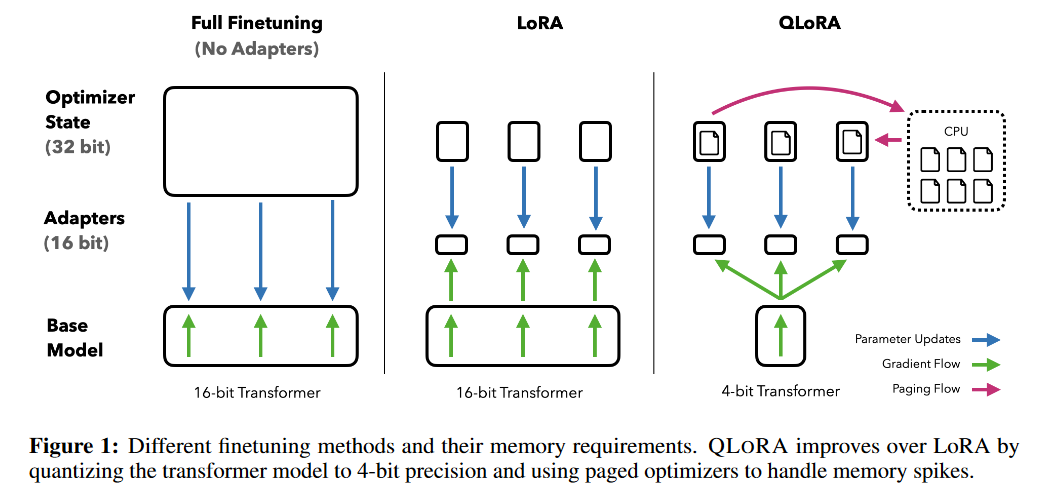 Full Finetuning
(No Adapters)
LoRA
QLoRA
Optimizer
State
(32 bit)
CPU
Adapters
(16 bit)
Base
Model
Parameter Updates
Gradient Flow
Paging Flow
16-bit Transformer
16-bit Transformer
4-bit Transformer
Figure 1: Different finetuning methods and their memory requirements. QLORA improves over LoRA by
quantizing the transformer model to 4-bit precision and using paged optimizers to handle memory spikes.